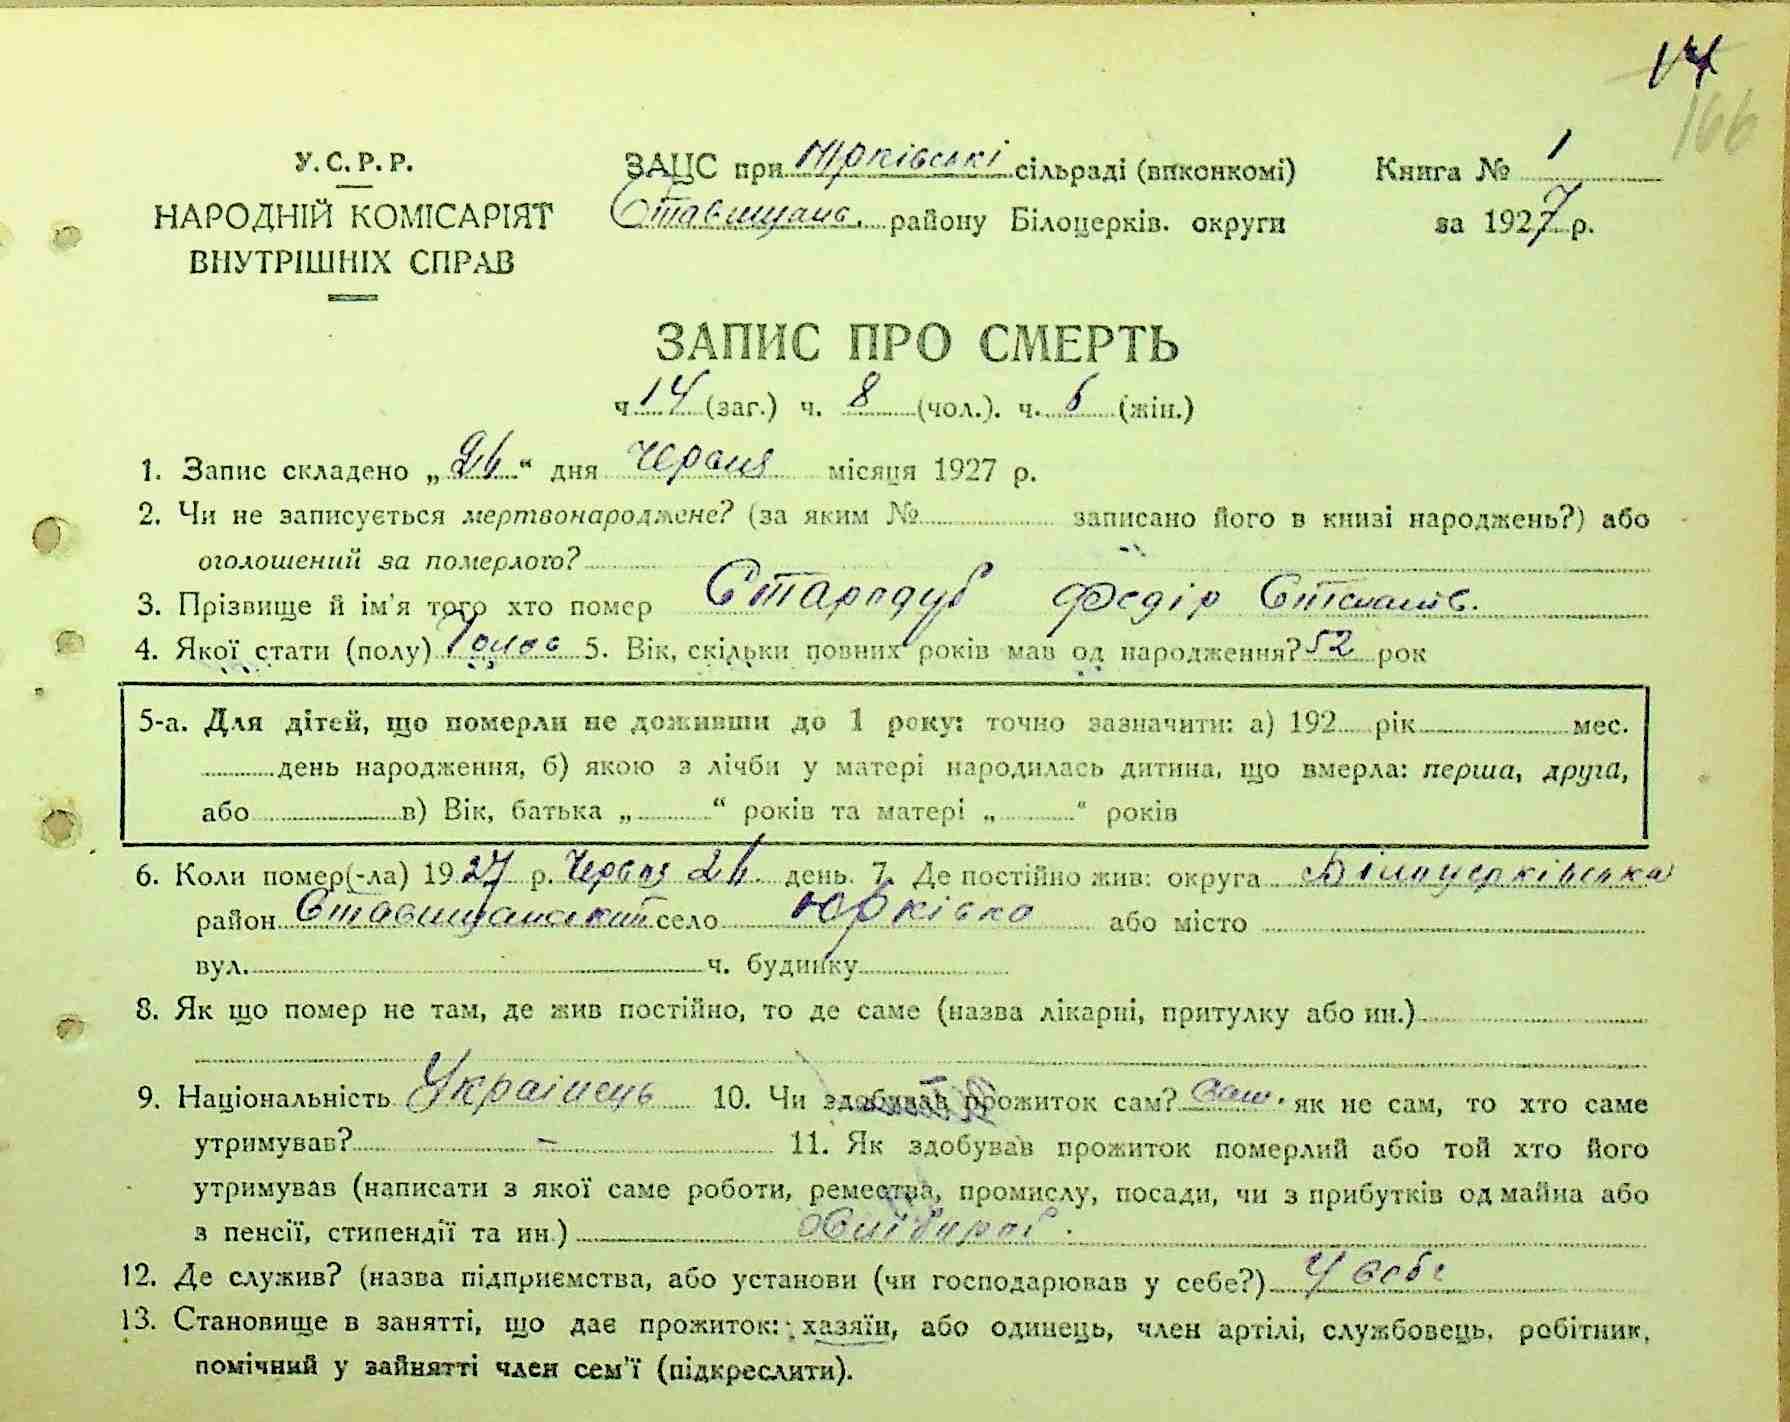 14
166
У.С.Р.Р.
НАРОДНІЙ КОМІСАРІЯТ
ВНУТРІШНІХ СПРАВ
ЗАЦС при Юрківські сільраді (виконкомі)
Ставищанс. району Білоцерків. округи
Книга № 1
за 1927 р.
ЗАПИС ПРО СМЕРТЬ
ч 14 (заг.) ч. 8 (чол.). ч. 6 (жін.)
1. Запис складено „ “ дня Червня місяця 1927 р.
2. Чи не записується мертвонароджене? (за яким № записано його в книзі народжень?) або
оголошений за померлого?
3. Прізвище й ім'я того хто помер Стародуб Федір Степанів.
4. Якої стати (полу) Чолов 5. Вік, скільки повних років мав од народження? 52 рок
5-а. Для дітей, що померли не доживши до 1 року: точно зазначити: а) 192 рік мес.
день народження, б) якою з лічби у матері народилась дитина, що вмерла: перша, друга,
або в) Вік, батька „ “ років та матері „ “ років
6. Коли помер(-ла) 1927 р. Червня день. 7. Де постійно жив: округа Білоцерківська
район Ставищанский село Юрківка або місто
вул. ч. будинку
8. Як що помер не там, де жив постійно, то де саме (назва лікарні, притулку або ин.)
9. Національність Украінець 10. Чи здобував прожиток сам? сам. як не сам, то хто саме
утримував? – 11. Як здобував прожиток померлий або той хто його
утримував (написати з якої саме роботи, ремества, промислу, посади, чи з прибутків од майна або
з пенсії, стипендії та ин.) Хлібороб.
12. Де служив? (назва підприємства, або установи (чи господарював у себе?) У себе
13. Становище в занятті, що дає прожиток: хазяїн, або одинець, член артілі, службовець, робітник,
помічний у зайнятті член сем'ї (підкреслити).